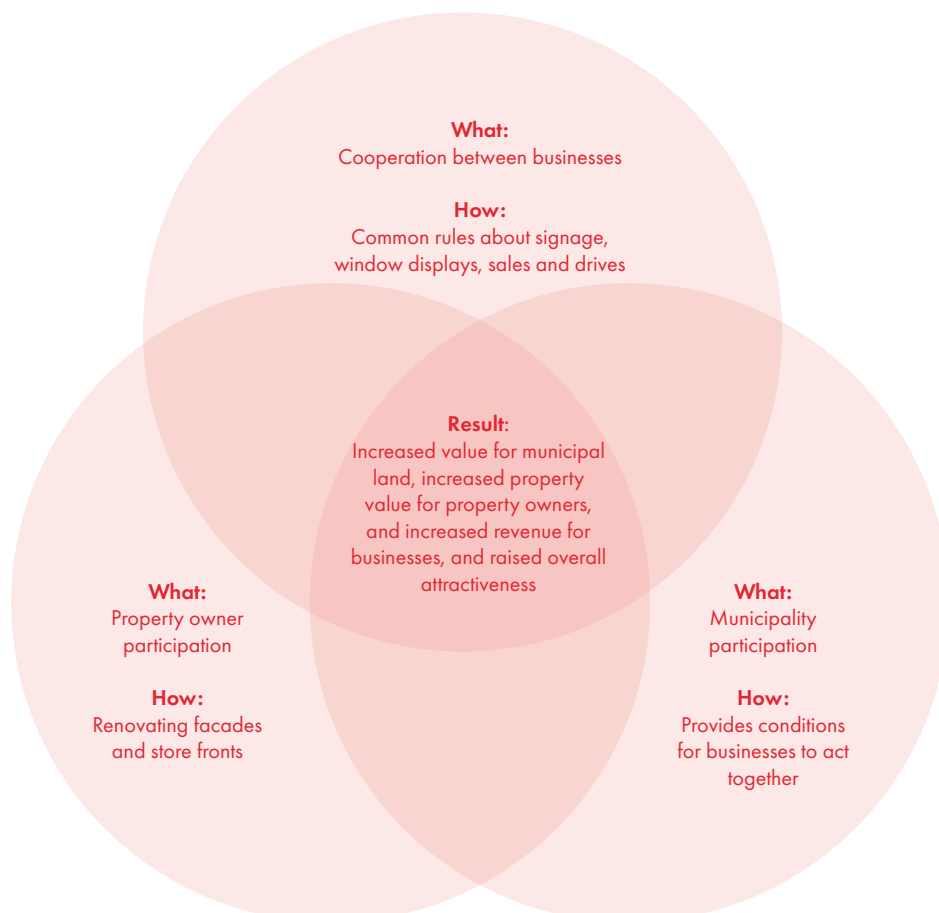 What:
Cooperation between businesses
How:
Common rules about signage,
window displays, sales and drives
Result:
Increased value for municipal
land, increased property
value for property owners,
and increased revenue for
businesses, and raised overall
attractiveness
What:
Property owner
participation
How:
Renovating facades
and store fronts
What:
Municipality
participation
How:
Provides conditions
for businesses to act
together